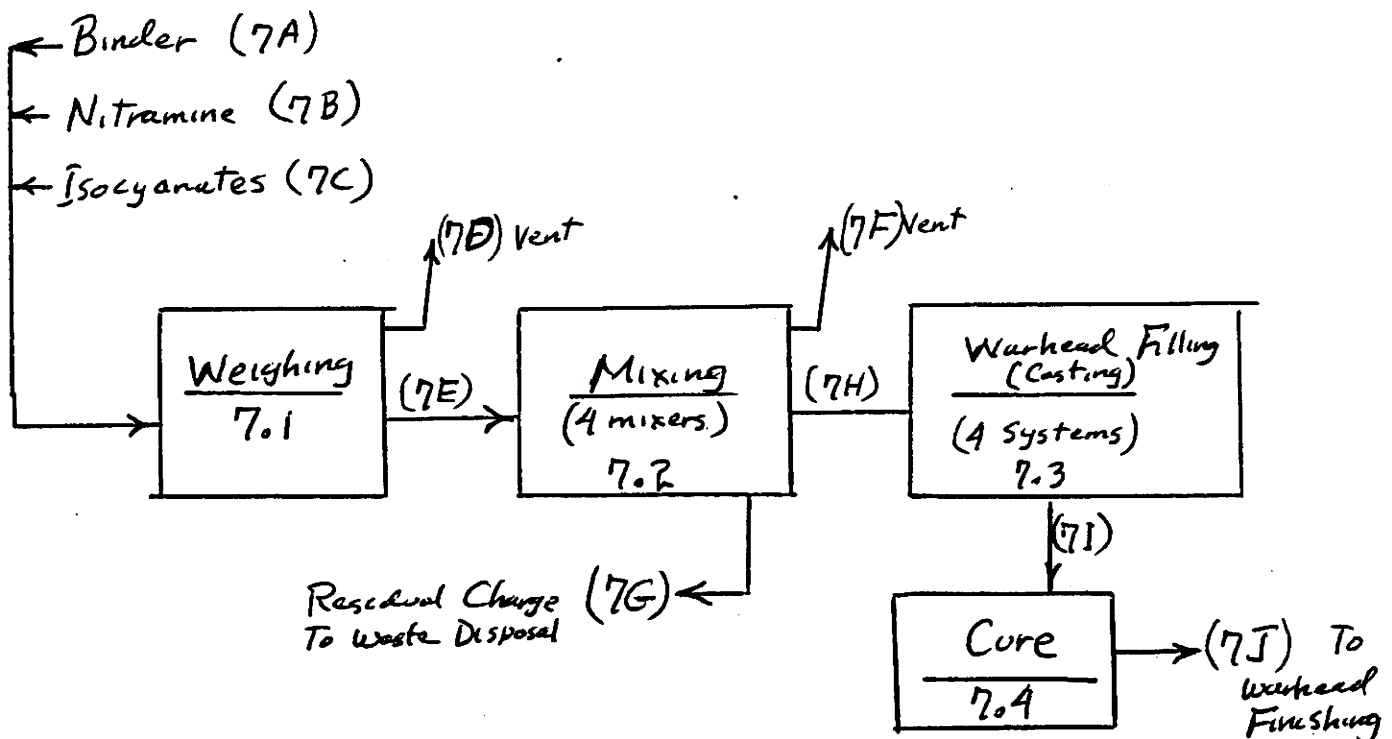 Binder (7A)
Nitramine (7B)
Isocyanates (7C)
(7D) Vent
(7F) Vent
Weighing
7.1
(7E)
Mixing
(4 mixers)
7.2
(7H)
Warhead Filling
(Casting)
(4 Systems)
7.3
(7I)
Residual Charge (7G)
To Waste Disposal
Cure
7.4
(7J) To
Warhead
Finishing